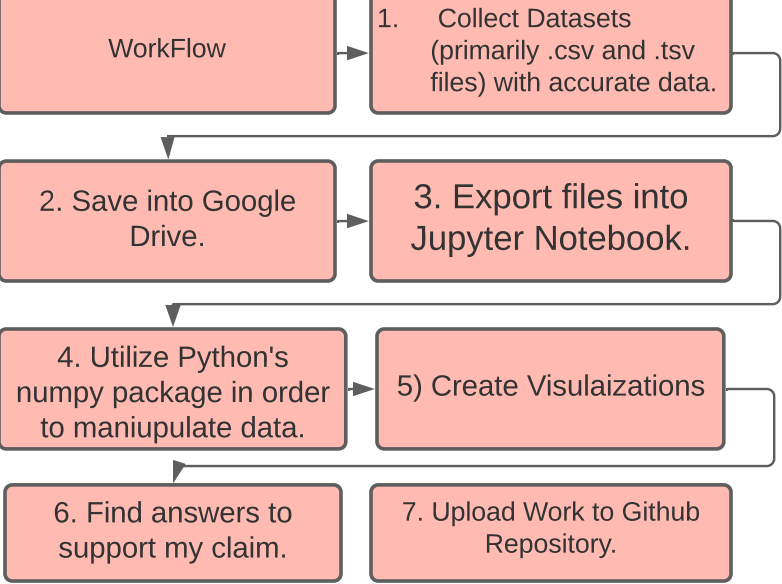 WorkFlow
1. Collect Datasets
(primarily .csv and .tsv
files) with accurate data.
2. Save into Google
Drive.
3. Export files into
Jupyter Notebook.
4. Utilize Python's
numpy package in order
to maniupulate data.
5) Create Visulaizations
6. Find answers to
support my claim.
7. Upload Work to Github
Repository.